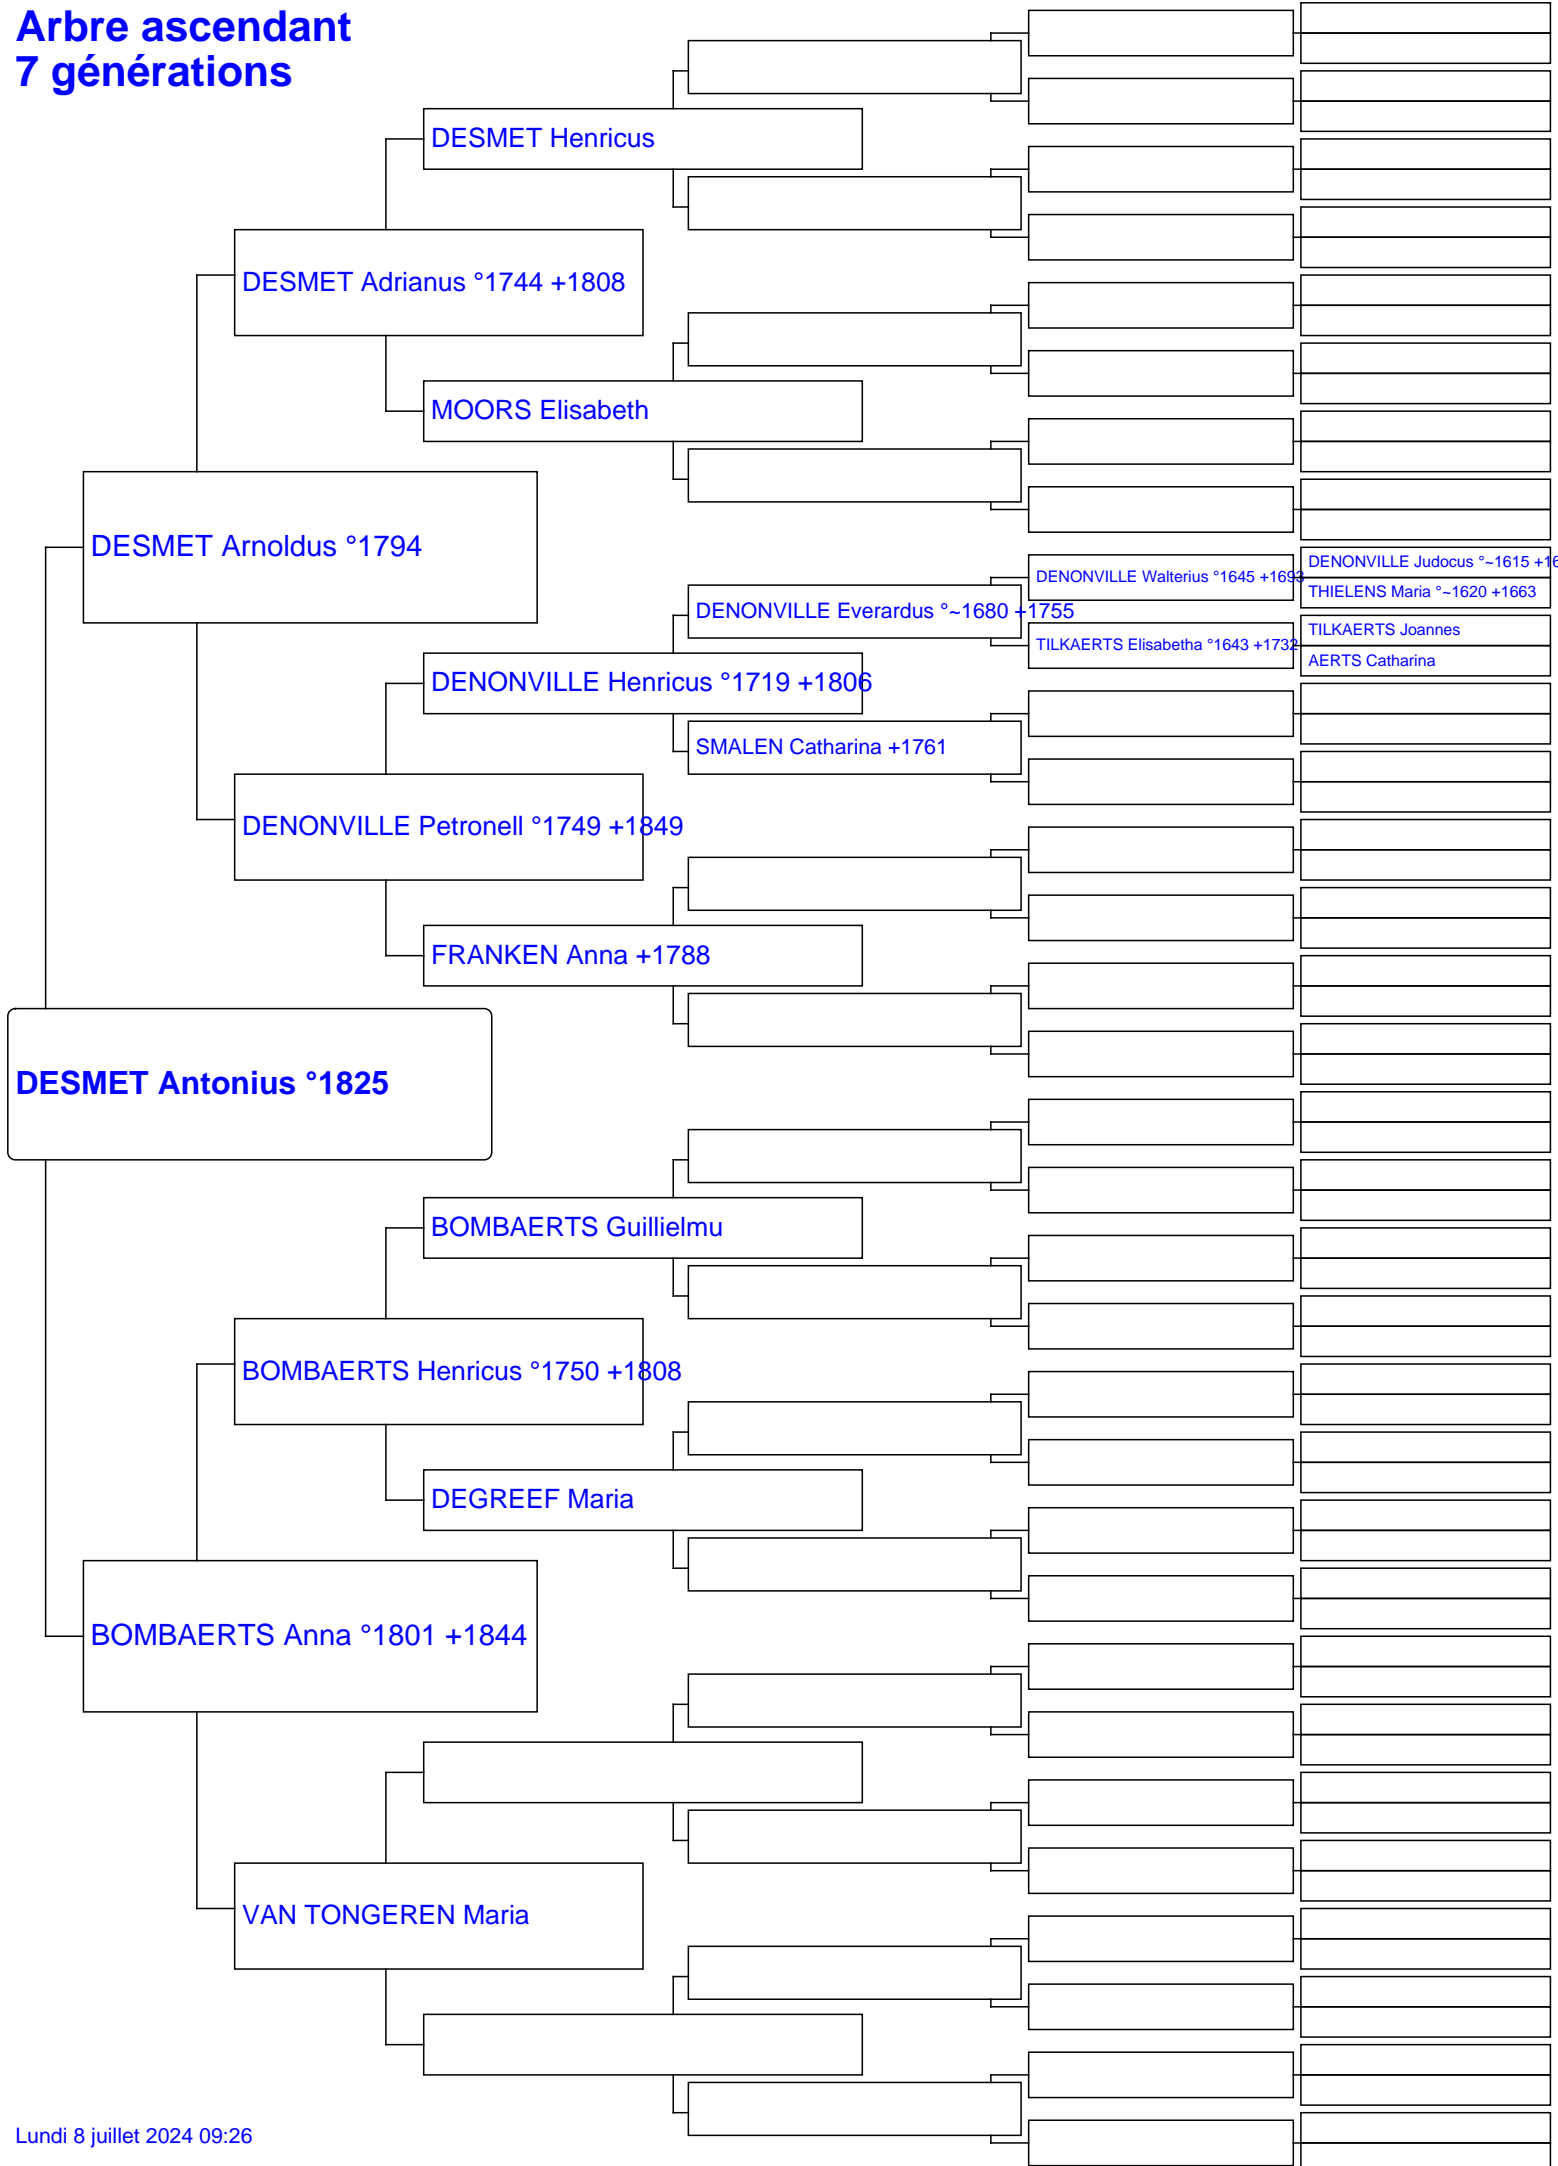 Arbre ascendant
7 générations
DESMET Henricus
DESMET Adrianus °1744 +1808
MOORS Elisabeth
DESMET Arnoldus °1794
DENONVILLE Judocus °~1615 +16
DENONVILLE Walterius °1645 +1693
THIELENS Maria °~1620 +1663
DENONVILLE Everardus °~1680 +1755
TILKAERTS Joannes
TILKAERTS Elisabetha °1643 +1732
AERTS Catharina
DENONVILLE Henricus °1719 +1806
SMALEN Catharina +1761
DENONVILLE Petronell °1749 +1849
FRANKEN Anna +1788
DESMET Antonius °1825
BOMBAERTS Guillielmu
BOMBAERTS Henricus °1750 +1808
DEGREEF Maria
BOMBAERTS Anna °1801 +1844
VAN TONGEREN Maria
Lundi 8 juillet 2024 09:26